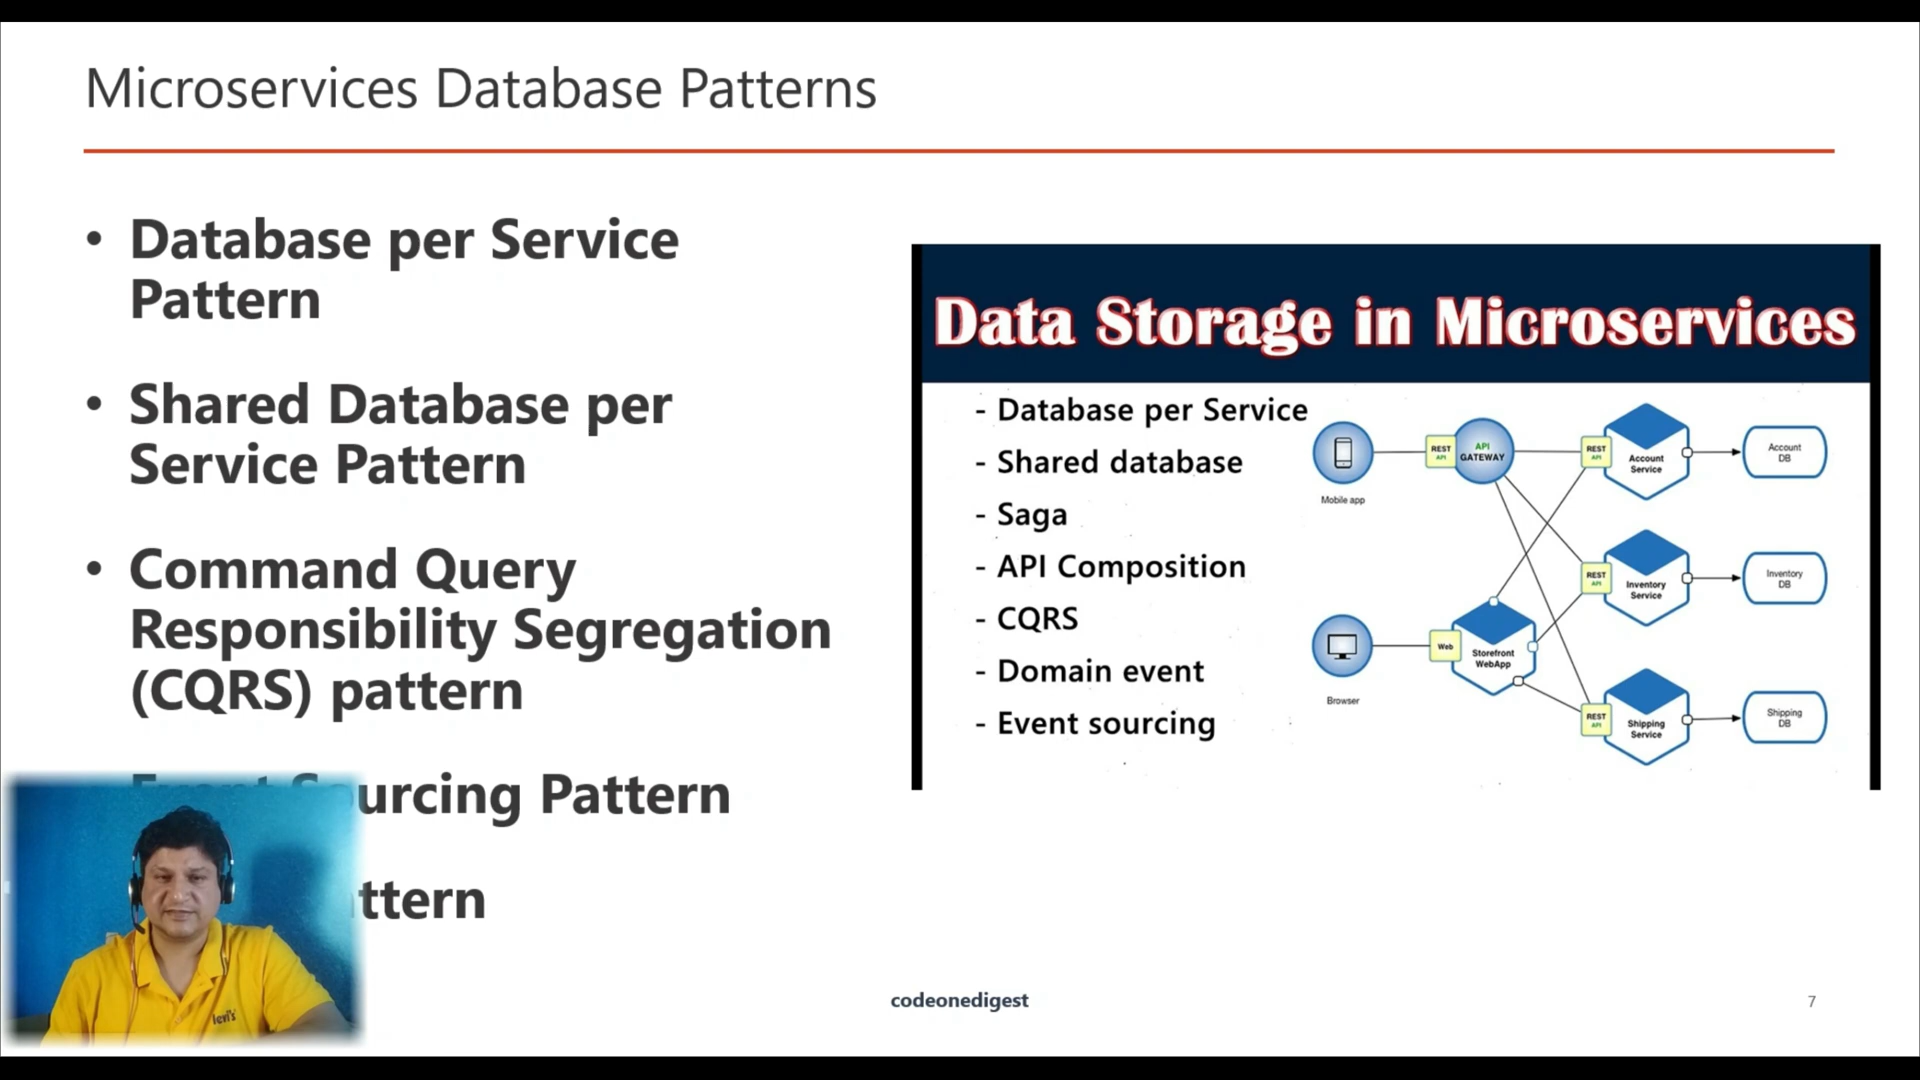 Microservices Database Patterns
• Database per Service
Pattern
• Shared Database per
Service Pattern
• Command Query
Responsibility Segregation
(CQRS) pattern
Event Sourcing Pattern
ttern
levi's
Data Storage in Microservices
- Database per Service
- Shared database
- Saga
- API Composition
- CQRS
- Domain event
- Event sourcing
Mobile app
REST
API
API
GATEWAY
REST
API
Account
Service
Account
DB
REST
API
Inventory
Service
Inventory
DB
Browser
Web
Storefront
WebApp
REST
API
Shipping
Service
Shipping
DB
codeonedigest
7